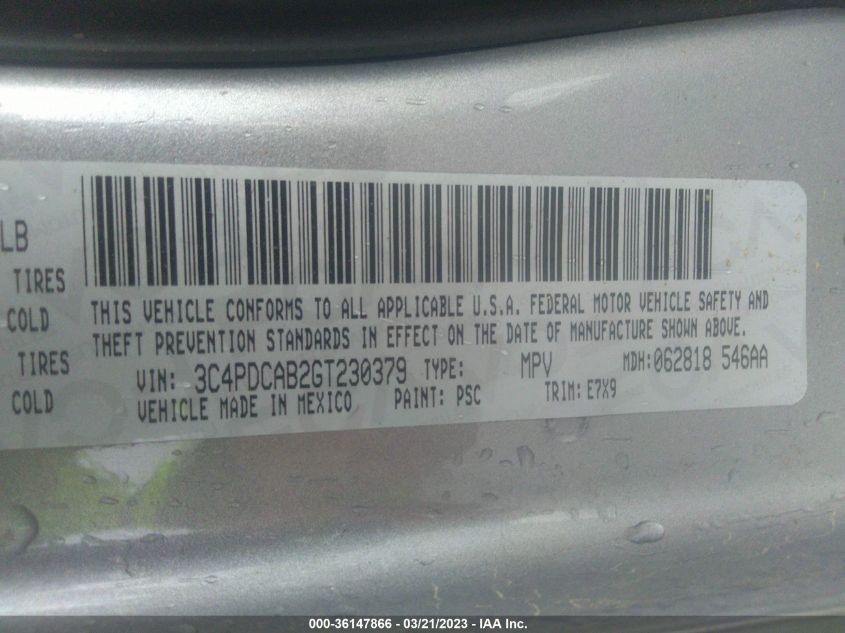 LB
TIRES
COLD
TIRES
COLD
THIS VEHICLE CONFORMS TO ALL APPLICABLE U.S.A. FEDERAL MOTOR VEHICLE SAFETY AND
THEFT PREVENTION STANDARDS IN EFFECT ON THE DATE OF MANUFACTURE SHOWN ABOVE.
VIN: 3C4PDCAB2GT230379 TYPE: MPV MDH:062818 546AA
VEHICLE MADE IN MEXICO PAINT: PSC TRIM: E7X9
000-36147866 / 03/21/2023 - IAA Inc.